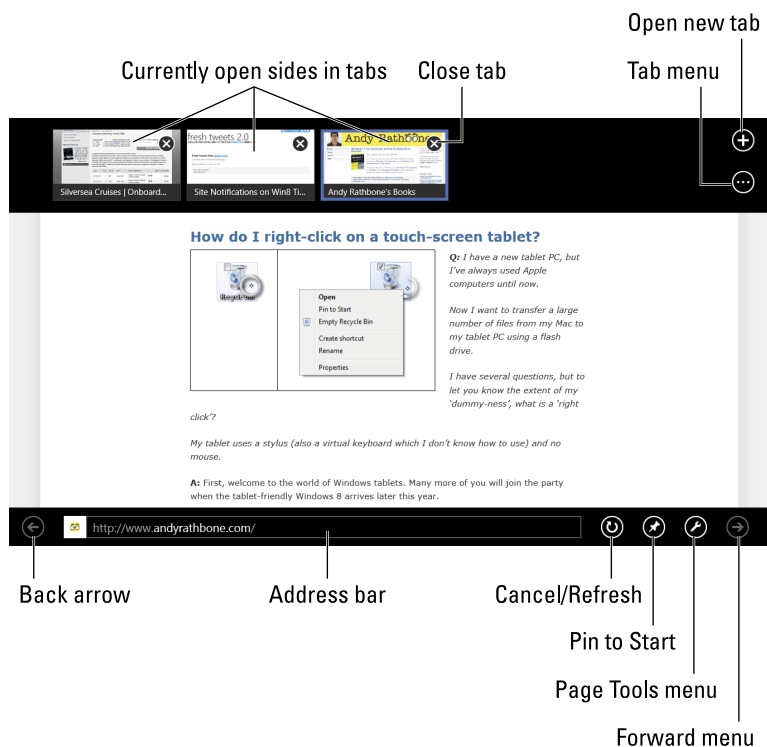 Open new tab
Currently open sides in tabs Close tab Tab menu
fresh tweets 2.0
Andy Rathbone
Silversea Cruises | Onboard...
Site Notifications on Win8 Ti...
Andy Rathbone's Books
How do I right-click on a touch-screen tablet?
Recycle Bin
Open
Pin to Start
Empty Recycle Bin
Create shortcut
Rename
Properties
Q: I have a new tablet PC, but
I've always used Apple
computers until now.
Now I want to transfer a large
number of files from my Mac to
my tablet PC using a flash
drive.
I have several questions, but to
let you know the extent of my
'dummy-ness', what is a 'right
click'?
My tablet uses a stylus (also a virtual keyboard which I don't know how to use) and no
mouse.
A: First, welcome to the world of Windows tablets. Many more of you will join the party
when the tablet-friendly Windows 8 arrives later this year.
http://www.andyrathbone.com/
Back arrow
Address bar
Cancel/Refresh
Pin to Start
Page Tools menu
Forward menu